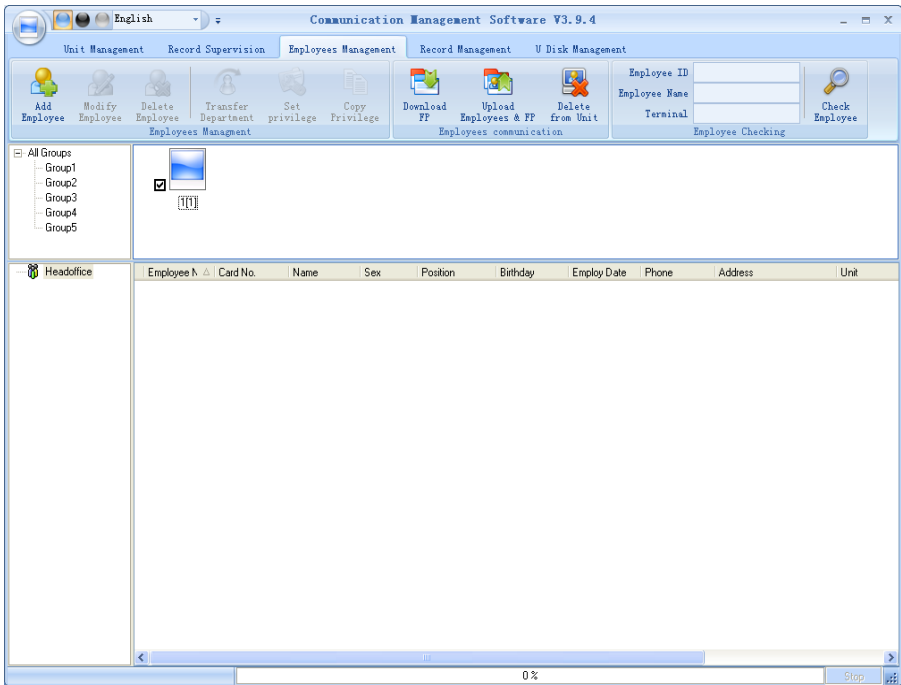 English
Communication Management Software V3.9.4
Unit Management Record Supervision Employees Management Record Management U Disk Management
Add Employee
Modify Employee
Delete Employee
Transfer Department
Set privilege
Copy Privilege
Employees Managment
Download FP
Upload Employees & FP
Delete from Unit
Employees communication
Employee ID
Employee Name
Terminal
Check Employee
Employee Checking
All Groups
Group1
Group2
Group3
Group4
Group5
1[1]
Headoffice
Employee N Card No. Name Sex Position Birthday Employ Date Phone Address Unit
0%
Stop